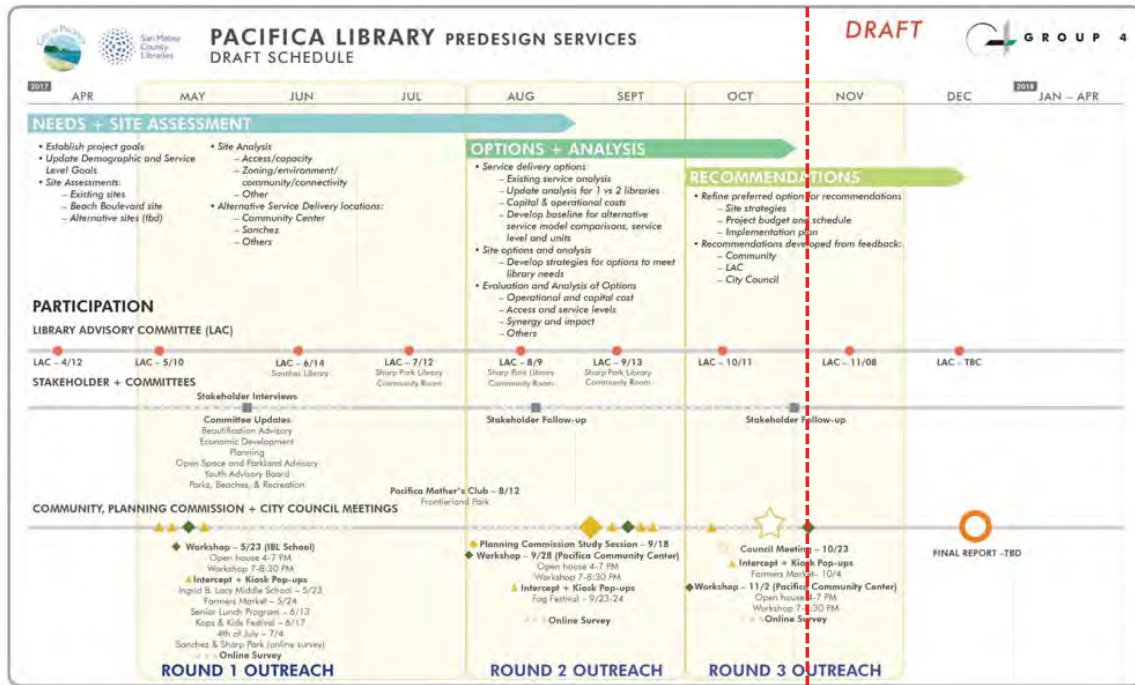 City of Pacifica
San Mateo
County
Libraries
PACIFICA LIBRARY PREDESIGN SERVICES
DRAFT SCHEDULE
DRAFT
GROUP 4
2017
APR MAY JUN JUL AUG SEPT OCT NOV DEC
2018
JAN – APR
NEEDS + SITE ASSESSMENT
• Establish project goals
• Update Demographic and Service
Level Goals
• Site Assessments:
– Existing sites
– Beach Boulevard site
– Alternative sites (tbd)
• Site Analysis
– Access/capacity
– Zoning/environment/
community/connectivity
– Other
• Alternative Service Delivery locations:
– Community Center
– Sanchez
– Others
OPTIONS + ANALYSIS
• Service delivery options
– Existing service analysis
– Update analysis for 1 vs 2 libraries
– Capital & operational costs
– Develop baseline for alternative
service model comparisons, service
level and units
• Site options and analysis
– Develop strategies for options to meet
library needs
• Evaluation and Analysis of Options
– Operational and capital cost
– Access and service levels
– Synergy and impact
– Others
RECOMMENDATIONS
• Refine preferred option for recommendations
– Site strategies
– Project budget and schedule
– Implementation plan
• Recommendations developed from feedback:
– Community
– LAC
– City Council
PARTICIPATION
LIBRARY ADVISORY COMMITTEE (LAC)
LAC – 4/12
LAC – 5/10
LAC – 6/14
Sanchez Library
LAC – 7/12
Sharp Park Library
Community Room
LAC – 8/9
Sharp Park Library
Community Room
LAC – 9/13
Sharp Park Library
Community Room
LAC – 10/11
LAC – 11/08
LAC – TBC
STAKEHOLDER + COMMITTEES
Stakeholder Interviews
Committee Updates
Beautification Advisory
Economic Development
Planning
Open Space and Parkland Advisory
Youth Advisory Board
Parks, Beaches, & Recreation
Stakeholder Follow-up
Stakeholder Follow-up
Pacifica Mother's Club – 8/12
Frontierland Park
COMMUNITY, PLANNING COMMISSION + CITY COUNCIL MEETINGS
Workshop – 5/23 (IBL School)
Open house 4-7 PM
Workshop 7-8:30 PM
Intercept + Kiosk Pop-ups
Ingrid B. Lacy Middle School – 5/23
Farmers Market – 5/24
Senior Lunch Program – 6/13
Kops & Kids Festival – 6/17
4th of July – 7/4
Sanchez & Sharp Park (online survey)
Online Survey
Planning Commission Study Session – 9/18
Workshop – 9/28 (Pacifica Community Center)
Open house 4-7 PM
Workshop 7-8:30 PM
Intercept + Kiosk Pop-ups
Fog Festival – 9/23-24
Online Survey
Council Meeting – 10/23
Intercept + Kiosk Pop-ups
Farmers Market– 10/4
Workshop – 11/2 (Pacifica Community Center)
Open house 4-7 PM
Workshop 7-8:30 PM
Online Survey
FINAL REPORT -TBD
ROUND 1 OUTREACH
ROUND 2 OUTREACH
ROUND 3 OUTREACH